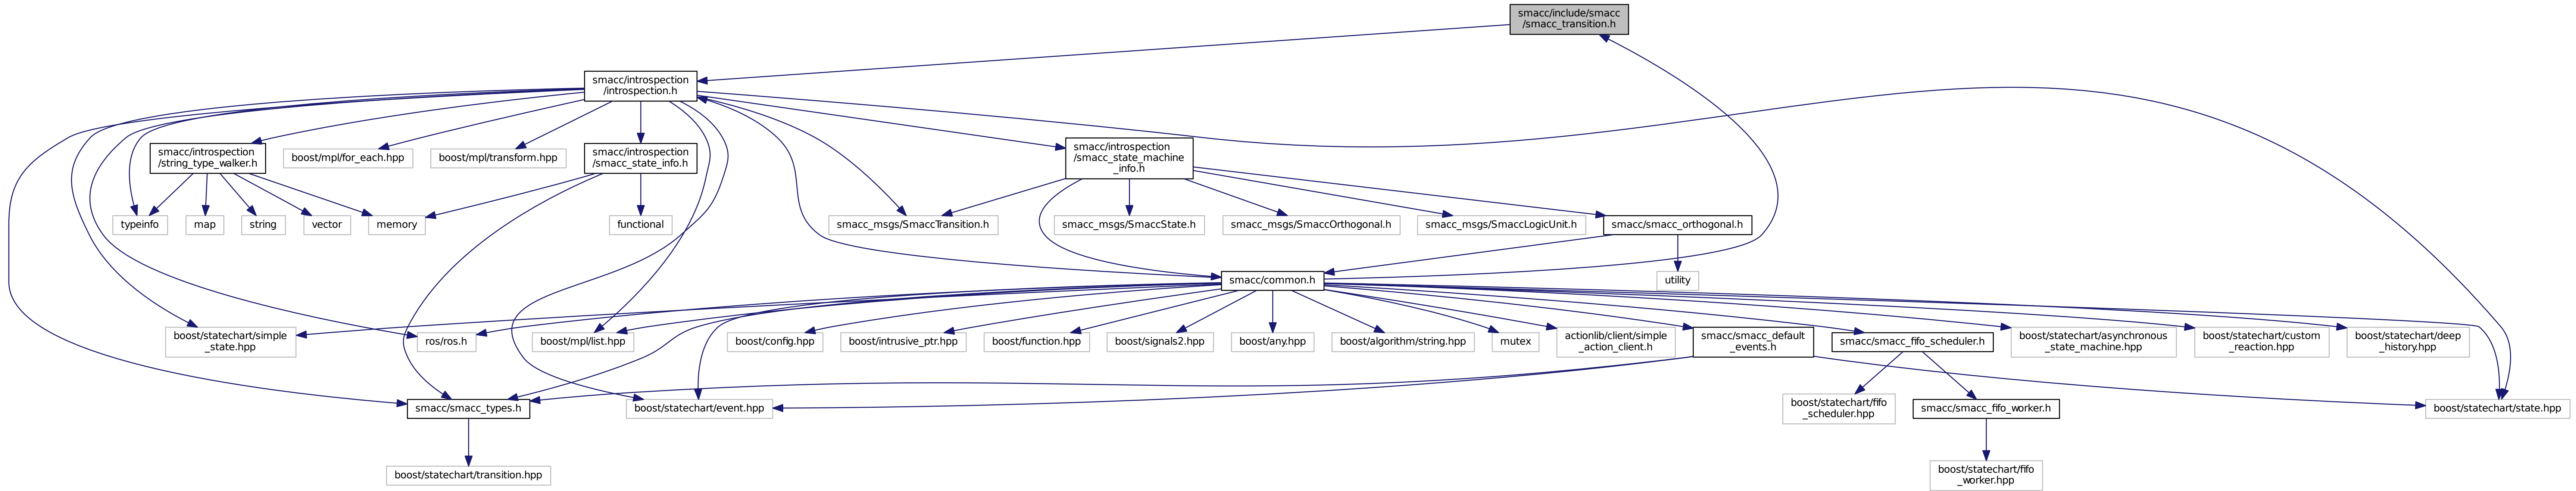 smacc/include/smacc
/smacc_transition.h
smacc/introspection
/introspection.h
smacc/introspection
/string_type_walker.h
boost/mpl/for_each.hpp
boost/mpl/transform.hpp
smacc/introspection
/smacc_state_info.h
smacc/introspection
/smacc_state_machine
_info.h
typeinfo
map
string
vector
memory
functional
smacc_msgs/SmaccTransition.h
smacc_msgs/SmaccState.h
smacc_msgs/SmaccOrthogonal.h
smacc_msgs/SmaccLogicUnit.h
smacc/smacc_orthogonal.h
smacc/common.h
utility
boost/statechart/simple
_state.hpp
ros/ros.h
boost/mpl/list.hpp
boost/config.hpp
boost/intrusive_ptr.hpp
boost/function.hpp
boost/signals2.hpp
boost/any.hpp
boost/algorithm/string.hpp
mutex
actionlib/client/simple
_action_client.h
smacc/smacc_default
_events.h
smacc/smacc_fifo_scheduler.h
boost/statechart/asynchronous
_state_machine.hpp
boost/statechart/custom
_reaction.hpp
boost/statechart/deep
_history.hpp
smacc/smacc_types.h
boost/statechart/event.hpp
boost/statechart/fifo
_scheduler.hpp
smacc/smacc_fifo_worker.h
boost/statechart/state.hpp
boost/statechart/transition.hpp
boost/statechart/fifo
_worker.hpp